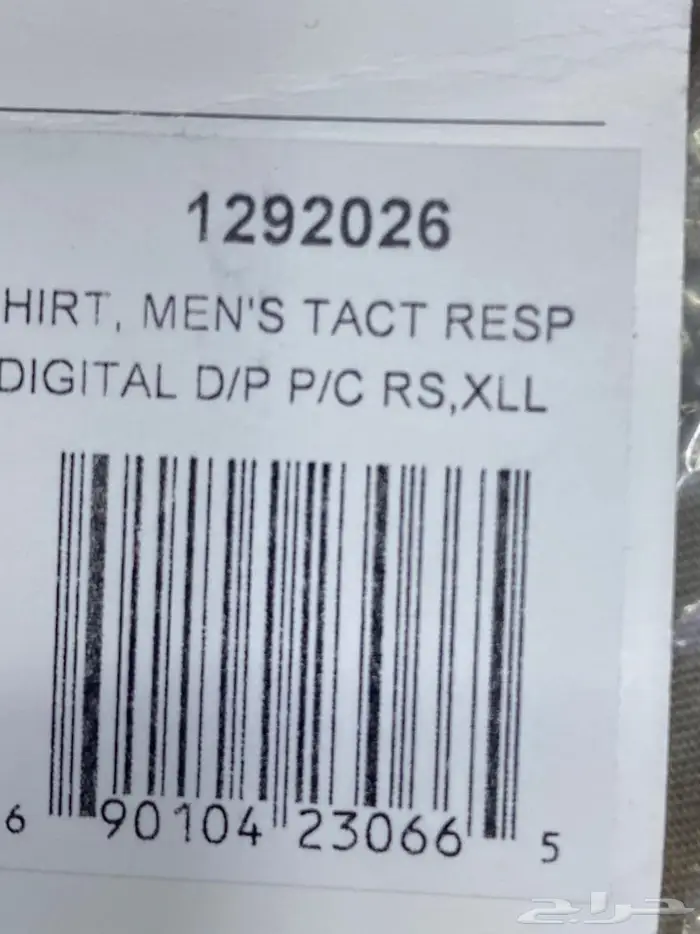 1292026
HIRT, MEN'S TACT RESP
DIGITAL D/P P/C RS,XLL
6 90104 23066 5
حراج